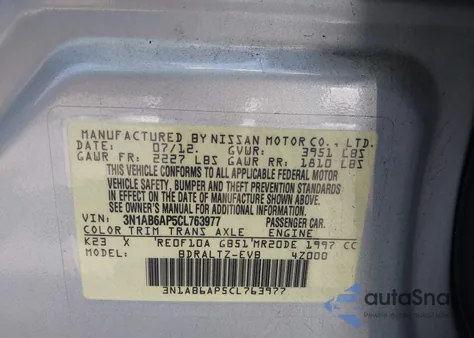 MANUFACTURED BY NISSAN MOTOR CO., LTD.
DATE: 07/12 GVWR: 3951 LBS
GAWR FR: 2227 LBS GAWR RR: 1810 LBS
THIS VEHICLE CONFORMS TO ALL APPLICABLE FEDERAL MOTOR
VEHICLE SAFETY, BUMPER AND THEFT PREVENTION STANDARDS
IN EFFECT ON THE DATE OF MANUFACTURE SHOWN ABOVE.
SEE OWNER'S MANUAL FOR ADDITIONAL INFORMATION
VIN: 3N1AB6AP5CL763977 PASSENGER CAR.
COLOR TRIM TRANS AXLE ENGINE
K23 X RE0F10A GB51 MR20DE 1997 CC
MODEL: BDRALTZ-EVB 4Z000
3N1AB6AP5CL763977
autoSnap